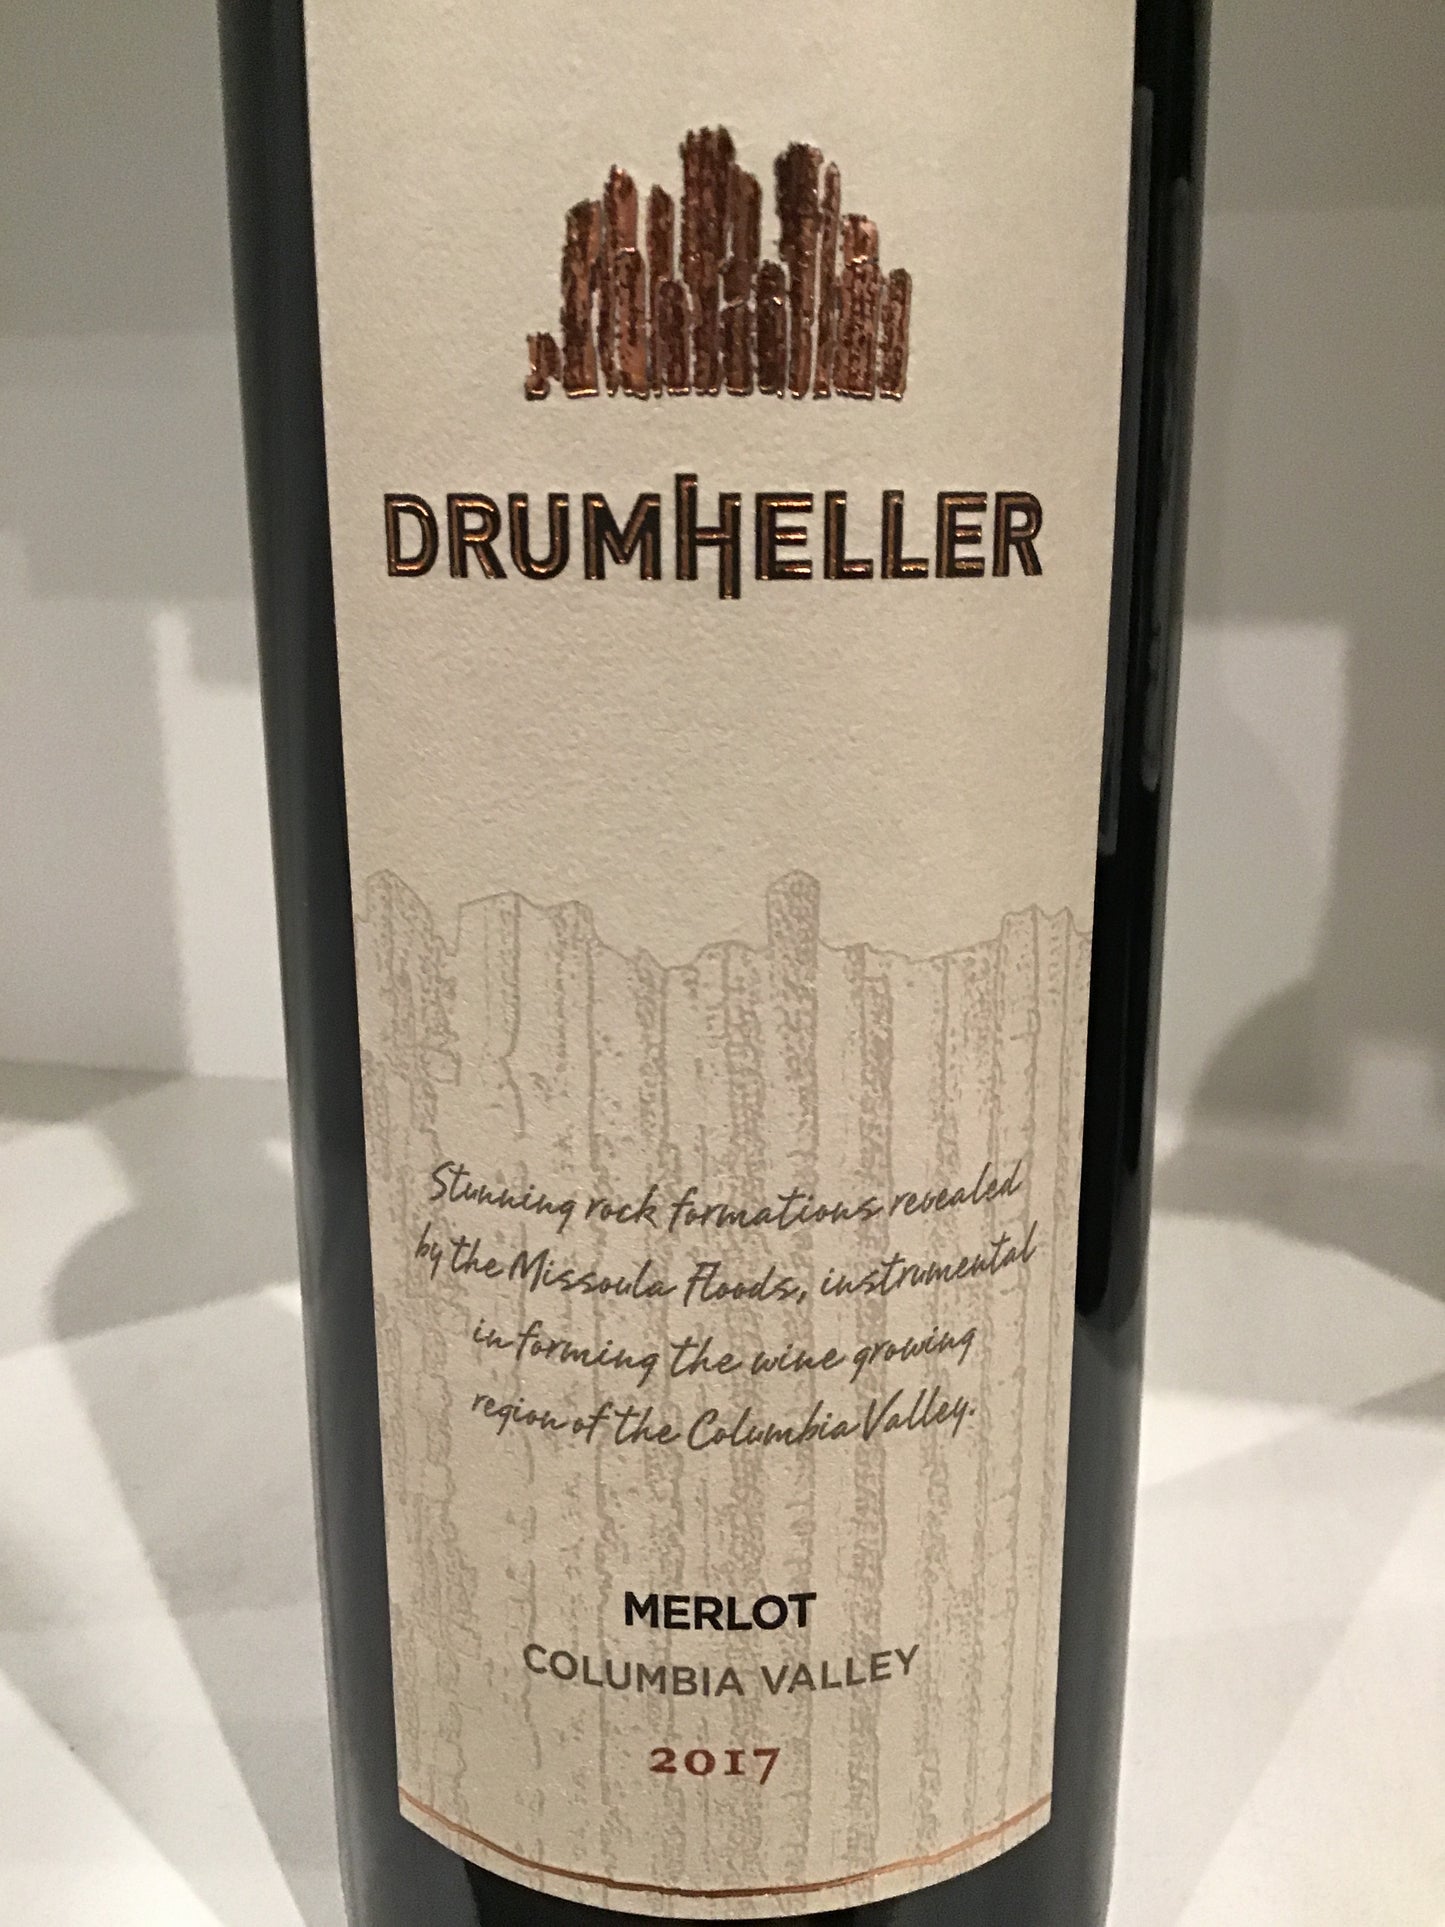 DRUMHELLER
Stunning rock formations revealed
by the Missoula Floods, instrumental
in forming the wine growing
region of the Columbia Valley.
MERLOT
COLUMBIA VALLEY
2017